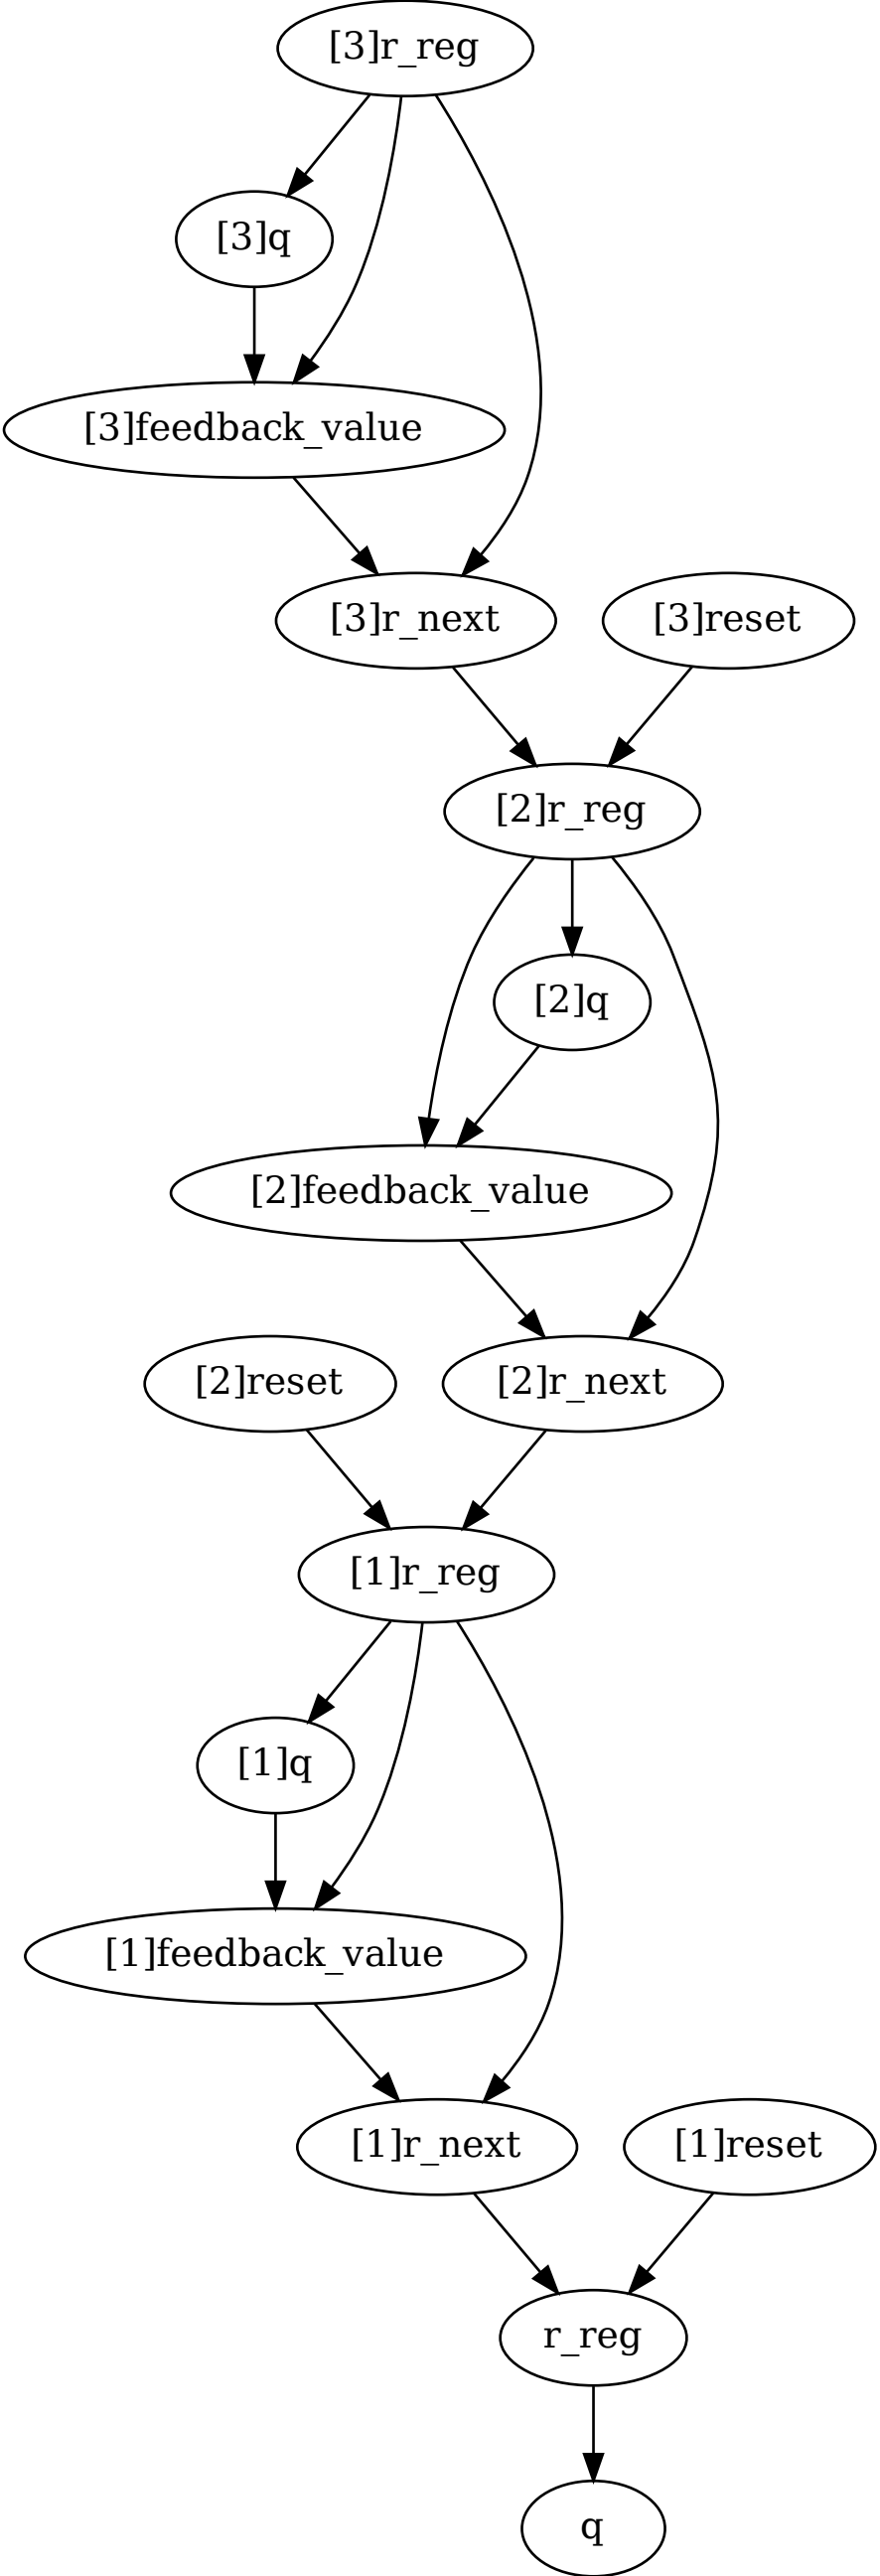 [3]r_reg
[3]q
[3]feedback_value
[3]r_next
[3]reset
[2]r_reg
[2]q
[2]feedback_value
[2]reset
[2]r_next
[1]r_reg
[1]q
[1]feedback_value
[1]r_next
[1]reset
r_reg
q